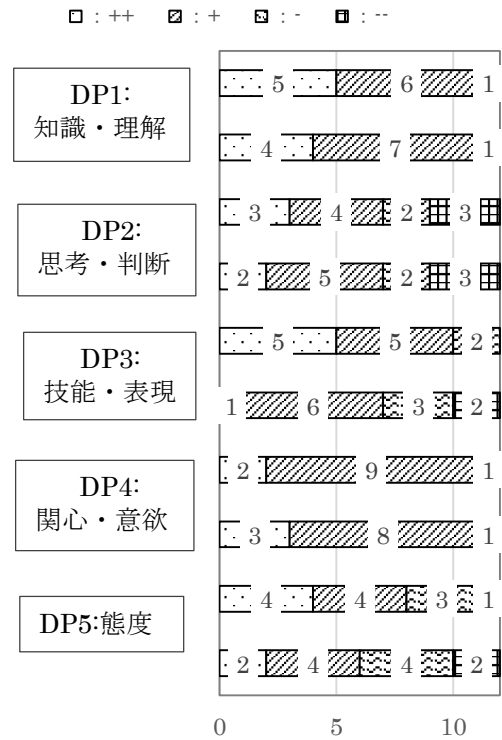 : ++ : + : - : --
DP1:
知識・理解
5 6 1
4 7 1
DP2:
思考・判断
3 4 2 3
2 5 2 3
DP3:
技能・表現
5 5 2
1 6 3 2
DP4:
関心・意欲
2 9 1
3 8 1
DP5:態度
4 4 3 1
2 4 4 2
0 5 10